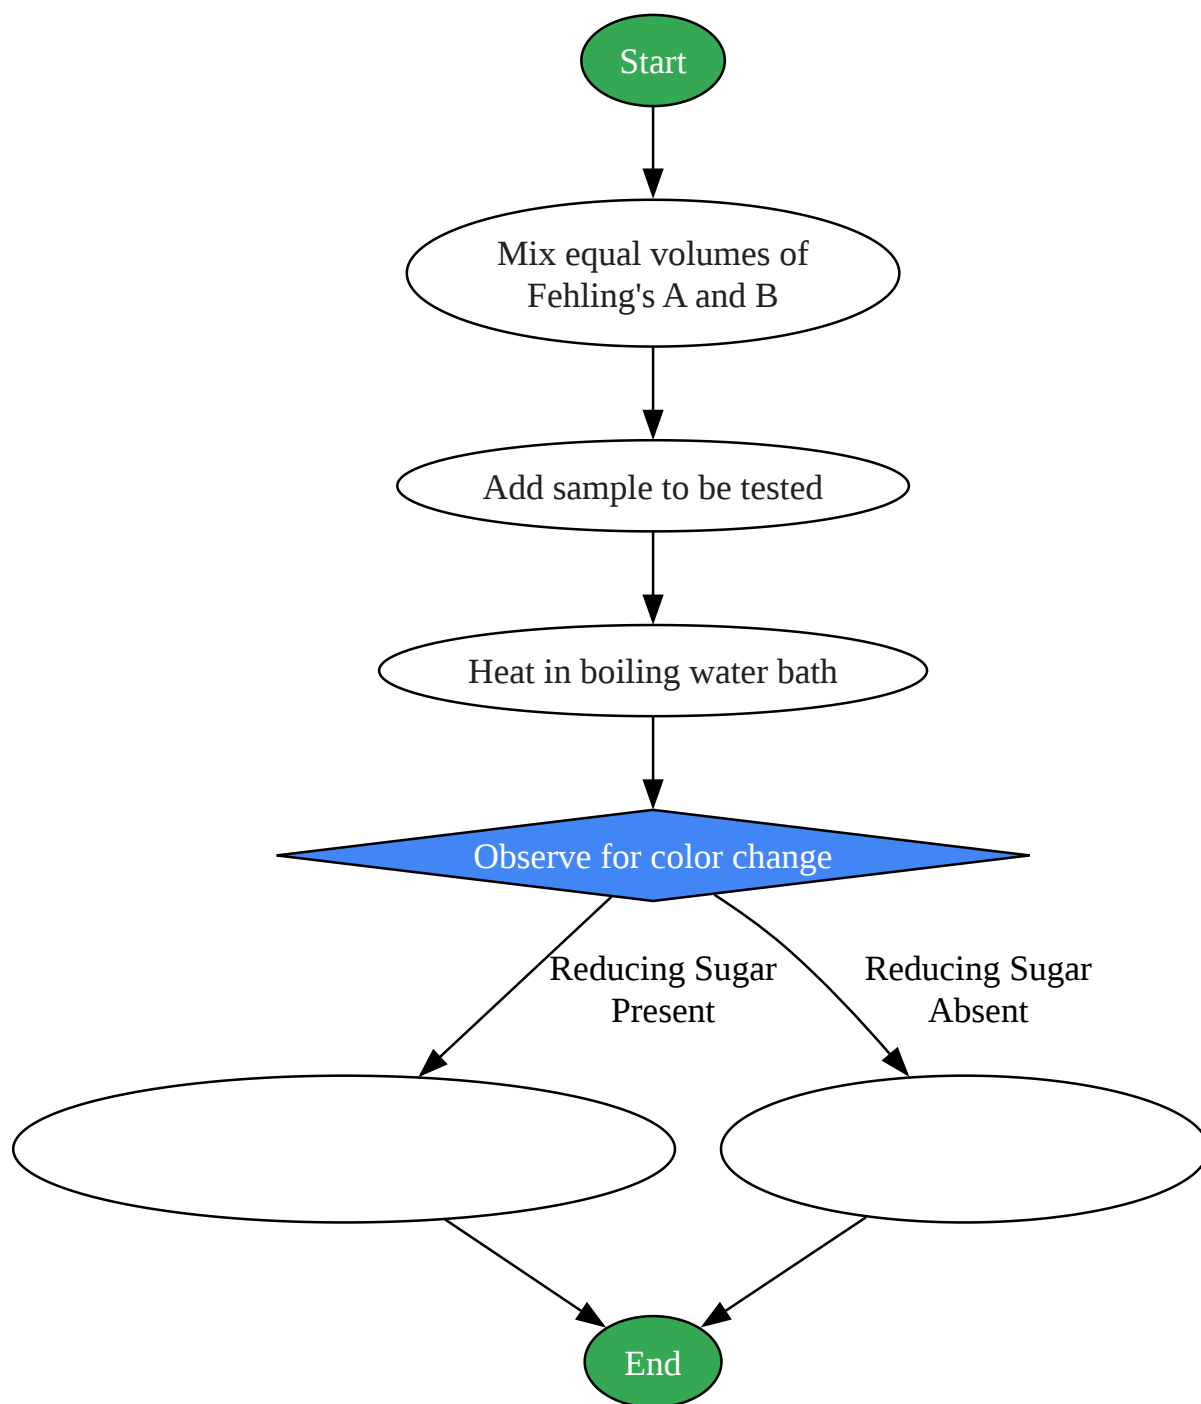 Start
Mix equal volumes of
Fehling's A and B
Add sample to be tested
Heat in boiling water bath
Observe for color change
Reducing Sugar
Present
Reducing Sugar
Absent
End